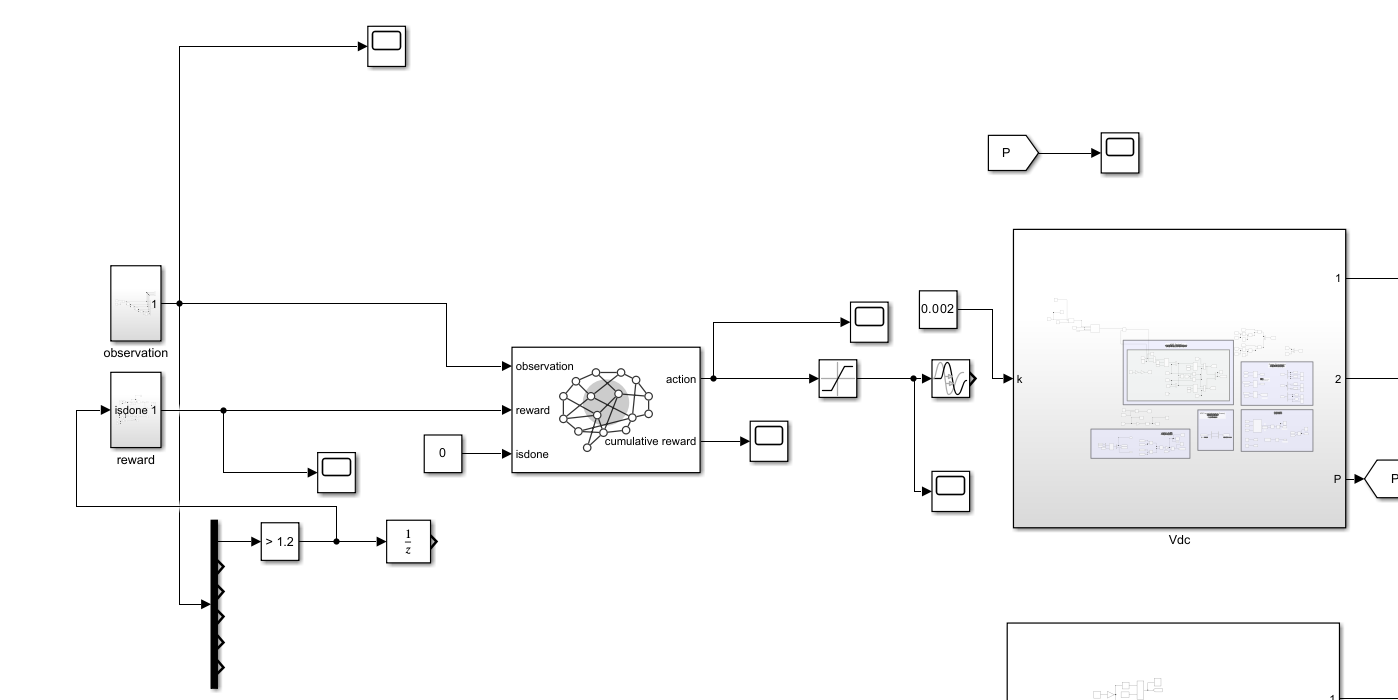 P
1
observation
isdone 1
reward
observation
reward
isdone
action
cumulative reward
0
0.002
k
1
2
P
P
Vdc
> 1.2
1
z
1